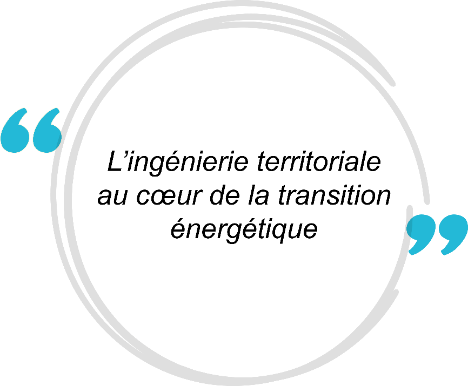 L’ingénierie territoriale
au cœur de la transition
énergétique